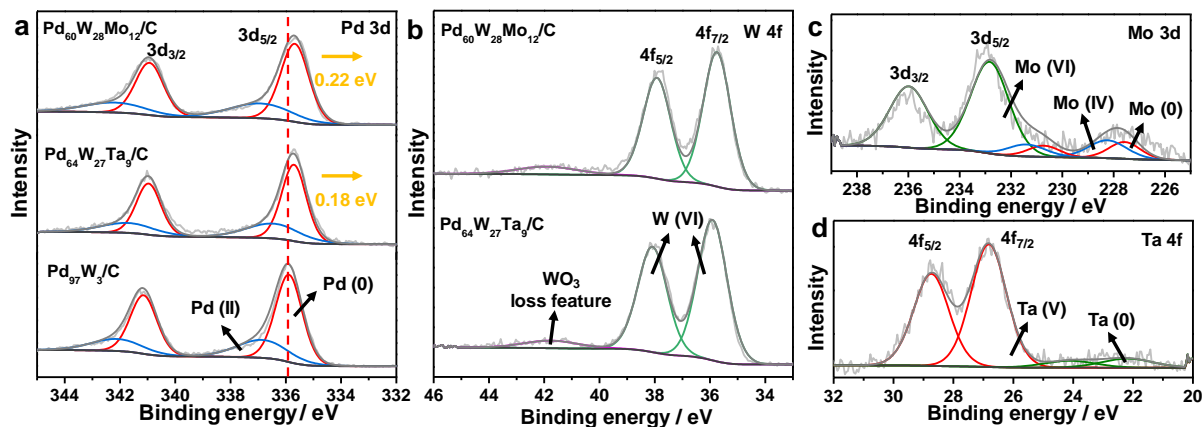 a
Pd60W28Mo12/C
Pd 3d
3d3/2
3d5/2
0.22 eV
Pd64W27Ta9/C
0.18 eV
Pd97W3/C
Pd (II)
Pd (0)
Intensity
344 342 340 338 336 334 332
Binding energy/ eV
b
Pd60W28Mo12/C
W 4f
4f5/2
4f7/2
Pd64W27Ta9/C
W (VI)
WO3
loss feature
Intensity
46 44 42 40 38 36 34
Binding energy / eV
c
Mo 3d
3d5/2
3d3/2
Mo (VI)
Mo (IV)
Mo (0)
Intensity
238 236 234 232 230 228 226
Binding energy / eV
d
Ta 4f
4f5/2
4f7/2
Ta (V)
Ta (0)
Intensity
32 30 28 26 24 22 20
Binding energy / eV